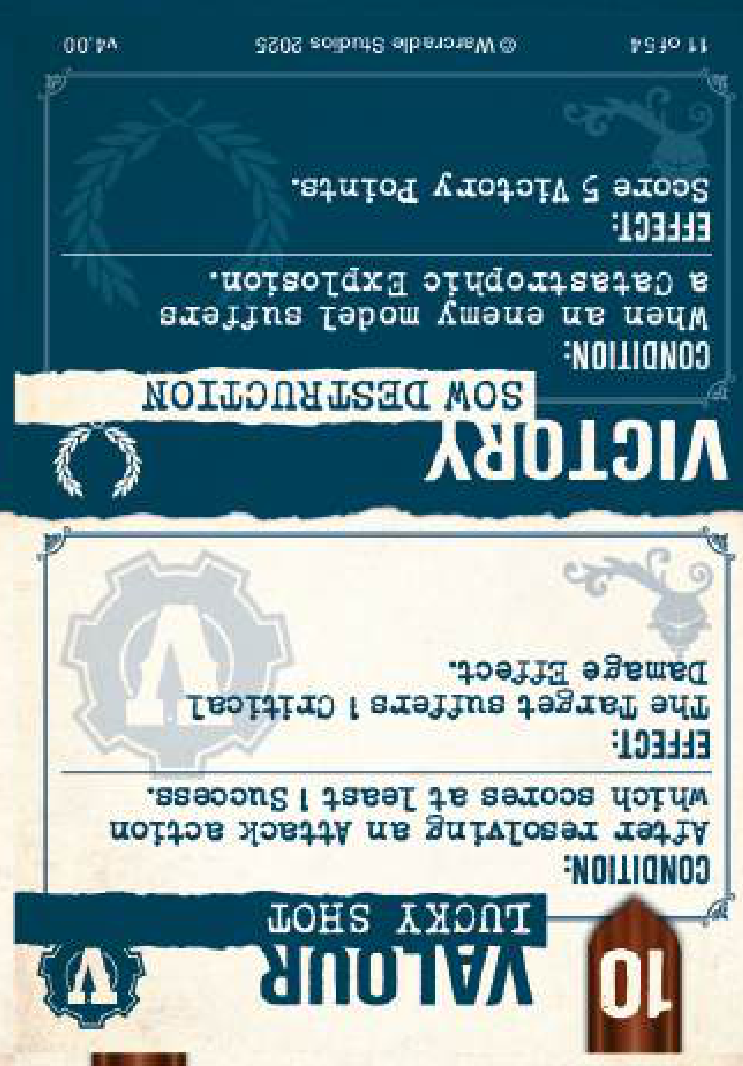 10
VALOUR
LUCKY SHOT
CONDITION:
After resolving an Attack action
which scores at least 1 Success.
EFFECT:
The Target suffers 1 Critical
Damage Effect.
VICTORY
SOW DESTRUCTION
CONDITION:
When an enemy model suffers
a Catastrophic Explosion.
EFFECT:
Score 5 Victory Points.
11 of 54 © Warcradle Studios 2025 v4.00